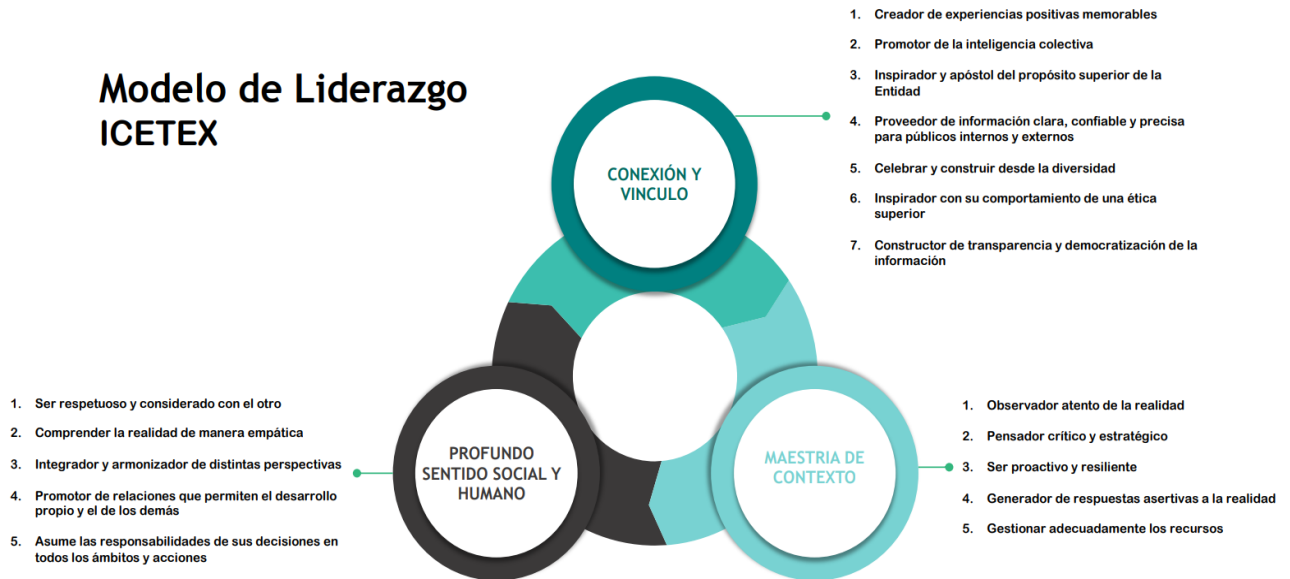 Modelo de Liderazgo
ICETEX
CONEXIÓN Y
VINCULO
1. Creador de experiencias positivas memorables
2. Promotor de la inteligencia colectiva
3. Inspirador y apóstol del propósito superior de la
Entidad
4. Proveedor de información clara, confiable y precisa
para públicos internos y externos
5. Celebrar y construir desde la diversidad
6. Inspirador con su comportamiento de una ética
superior
7. Constructor de transparencia y democratización de la
información
1. Ser respetuoso y considerado con el otro
2. Comprender la realidad de manera empática
3. Integrador y armonizador de distintas perspectivas
4. Promotor de relaciones que permiten el desarrollo
propio y el de los demás
5. Asume las responsabilidades de sus decisiones en
todos los ámbitos y acciones
PROFUNDO
SENTIDO SOCIAL Y
HUMANO
MAESTRIA DE
CONTEXTO
1. Observador atento de la realidad
2. Pensador crítico y estratégico
3. Ser proactivo y resiliente
4. Generador de respuestas asertivas a la realidad
5. Gestionar adecuadamente los recursos